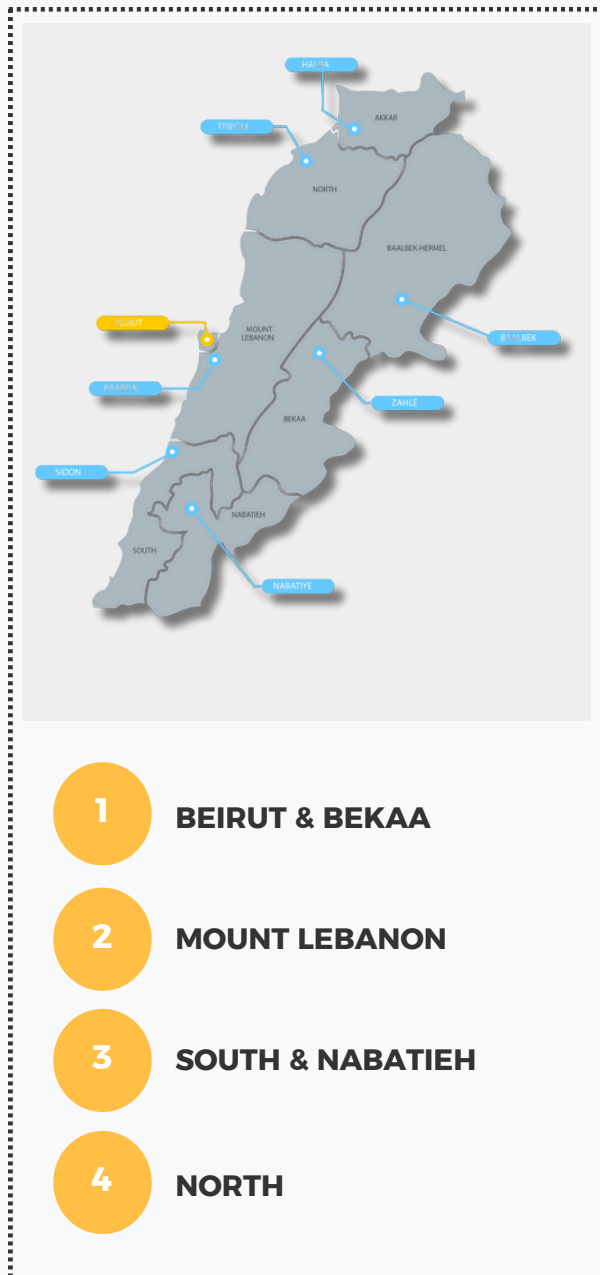 HALBA
AKKAR
TRIPOLI
NORTH
BAALBEK-HERMEL
BEIRUT
MOUNT
LEBANON
BAALBEK
BAABDA
ZAHLÉ
BEKAA
SIDON
NABATIEH
SOUTH
NABATIYE
1
BEIRUT & BEKAA
2
MOUNT LEBANON
3
SOUTH & NABATIEH
4
NORTH